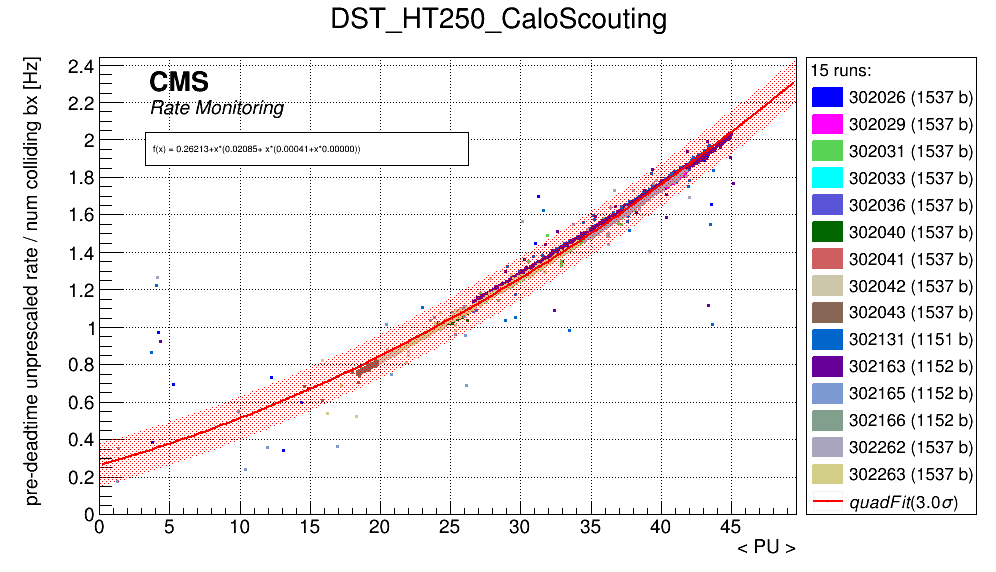 DST_HT250_CaloScouting
pre-deadtime unprescaled rate / num colliding bx [Hz]
CMS
Rate Monitoring
f(x) = 0.26213+x*(0.02085+ x*(0.00041+x*0.00000))
2.4
2.2
2
1.8
1.6
1.4
1.2
1
0.8
0.6
0.4
0.2
0
0 5 10 15 20 25 30 35 40 45
< PU >
15 runs:
302026 (1537 b)
302029 (1537 b)
302031 (1537 b)
302033 (1537 b)
302036 (1537 b)
302040 (1537 b)
302041 (1537 b)
302042 (1537 b)
302043 (1537 b)
302131 (1151 b)
302163 (1152 b)
302165 (1152 b)
302166 (1152 b)
302262 (1537 b)
302263 (1537 b)
quadFit(3.0σ)